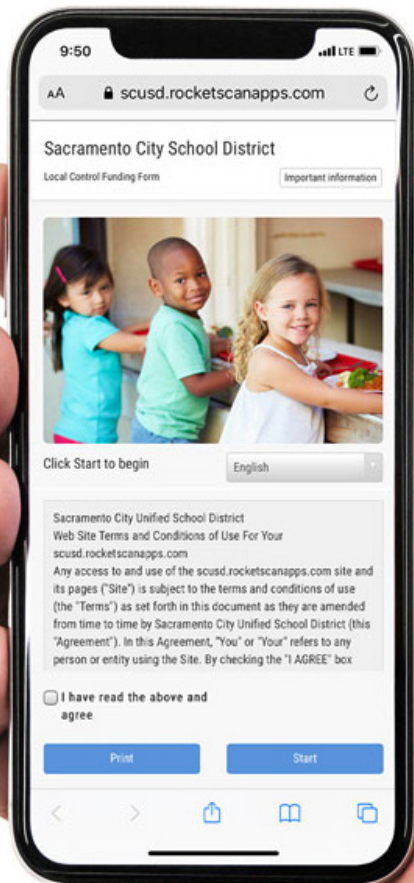 9:50 LTE
AA scusd.rocketscanapps.com
Sacramento City School District
Local Control Funding Form Important information
Click Start to begin English
Sacramento City Unified School District
Web Site Terms and Conditions of Use For Your
scusd.rocketscanapps.com
Any access to and use of the scusd.rocketscanapps.com site and
its pages ("Site") is subject to the terms and conditions of use
(the "Terms") as set forth in this document as they are amended
from time to time by Sacramento City Unified School District (this
"Agreement"). In this Agreement, "You" or "Your" refers to any
person or entity using the Site. By checking the "I AGREE" box
I have read the above and
agree
Print Start